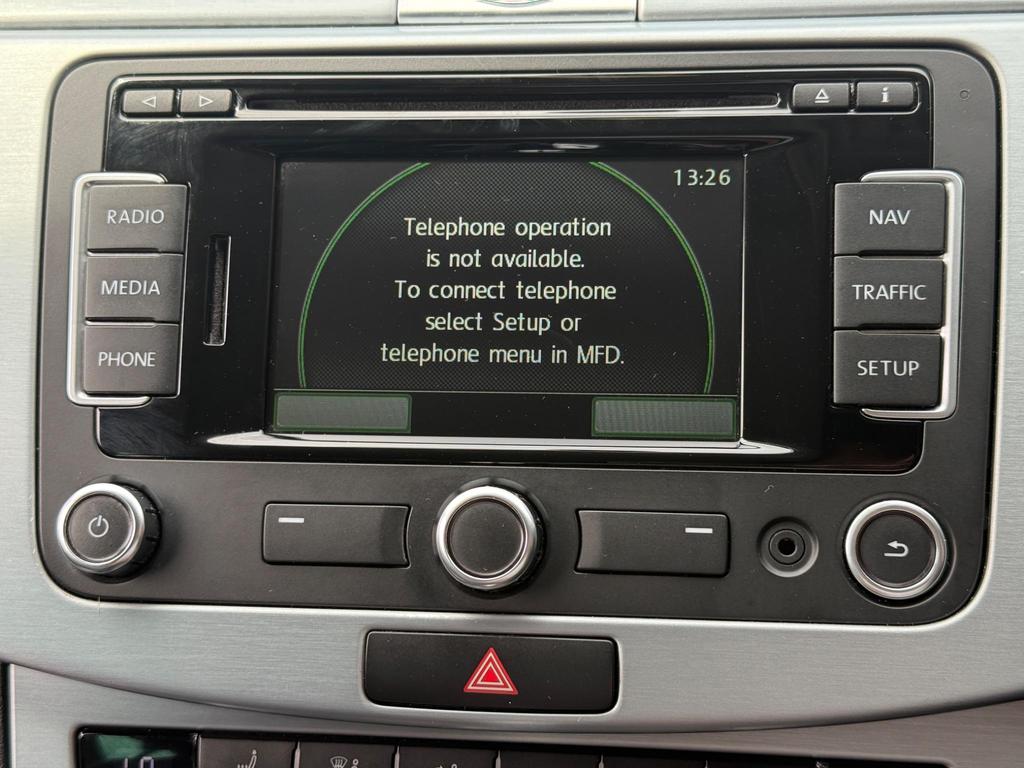 i
13:26
RADIO
MEDIA
PHONE
Telephone operation
is not available.
To connect telephone
select Setup or
telephone menu in MFD.
NAV
TRAFFIC
SETUP